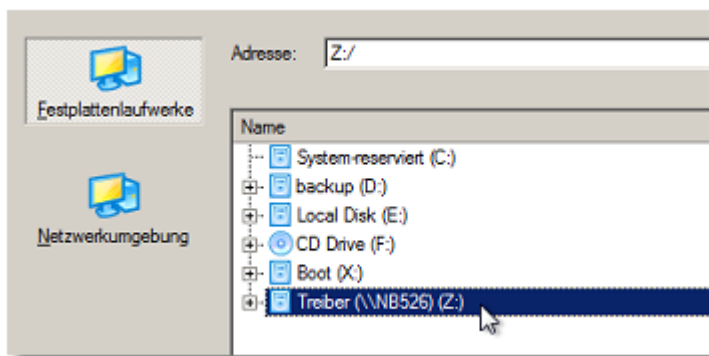 Adresse: Z:/
Festplattenlaufwerke
Netzwerkumgebung
Name
System-reserviert (C:)
backup (D:)
Local Disk (E:)
CD Drive (F:)
Boot (X:)
Treiber (\\NB526) (Z:)